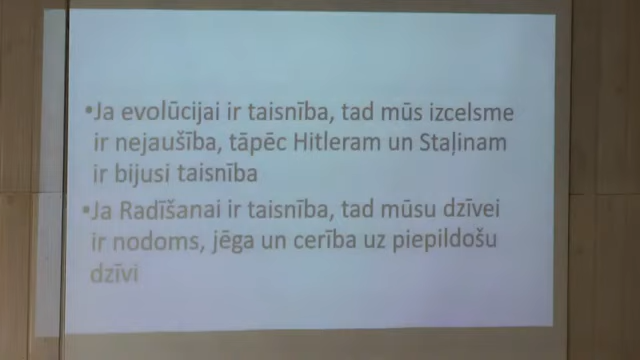 •Ja evolūcijai ir taisnība, tad mūs izcelsme
ir nejaušība, tāpēc Hitleram un Staļinam
ir bijusi taisnība
•Ja Radīšanai ir taisnība, tad mūsu dzīvei
ir nodoms, jēga un cerība uz piepildošu
dzīvi